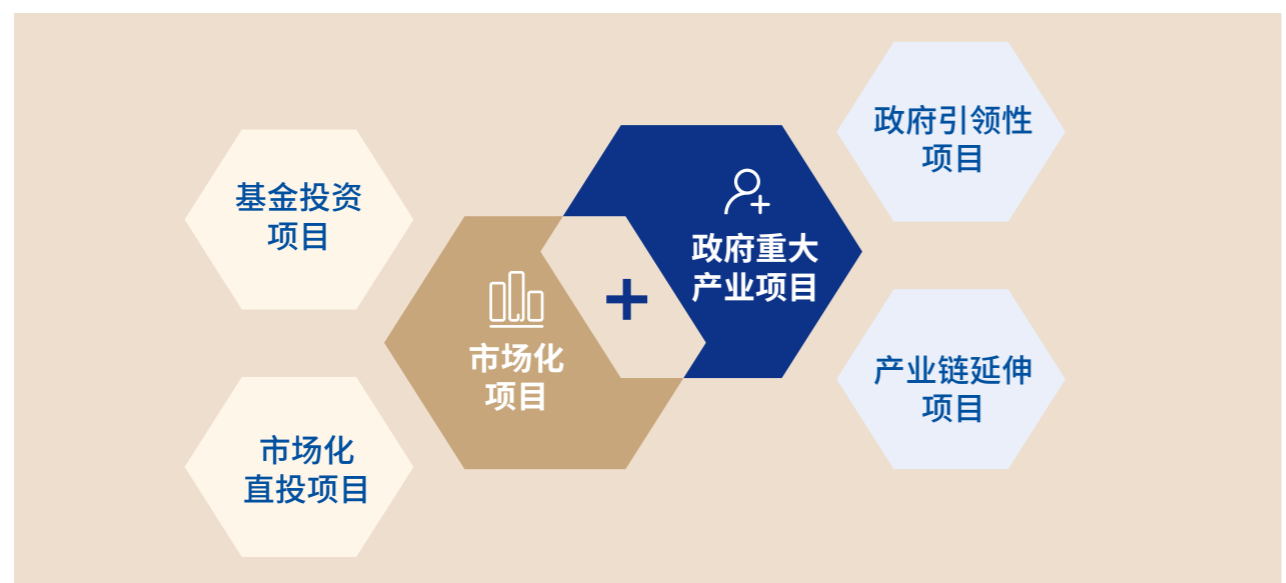 基金投资
项目
市场化
直投项目
市场化
项目
+
政府重大
产业项目
政府引领性
项目
产业链延伸
项目